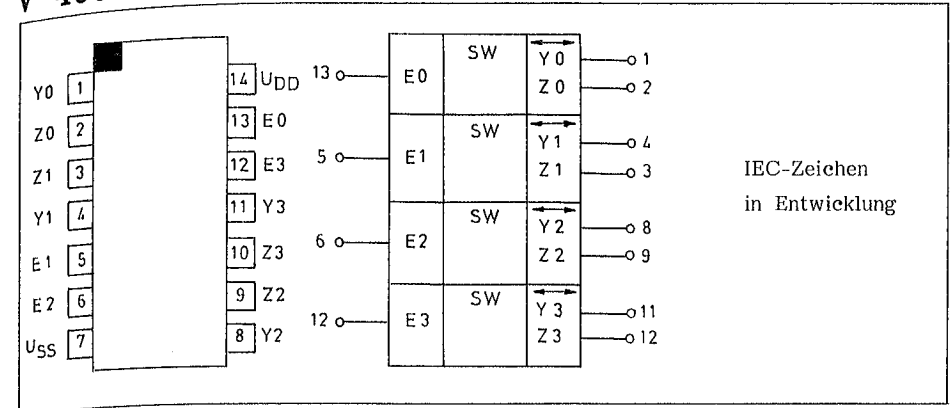 Y0 1
14 UDD
Z0 2
13 E0
Z1 3
12 E3
Y1 4
11 Y3
E1 5
10 Z3
E2 6
9 Z2
USS 7
8 Y2
13 E0 SW Y0 1
Z0 2
5 E1 SW Y1 4
Z1 3
6 E2 SW Y2 8
Z2 9
12 E3 SW Y3 11
Z3 12
IEC-Zeichen
in Entwicklung